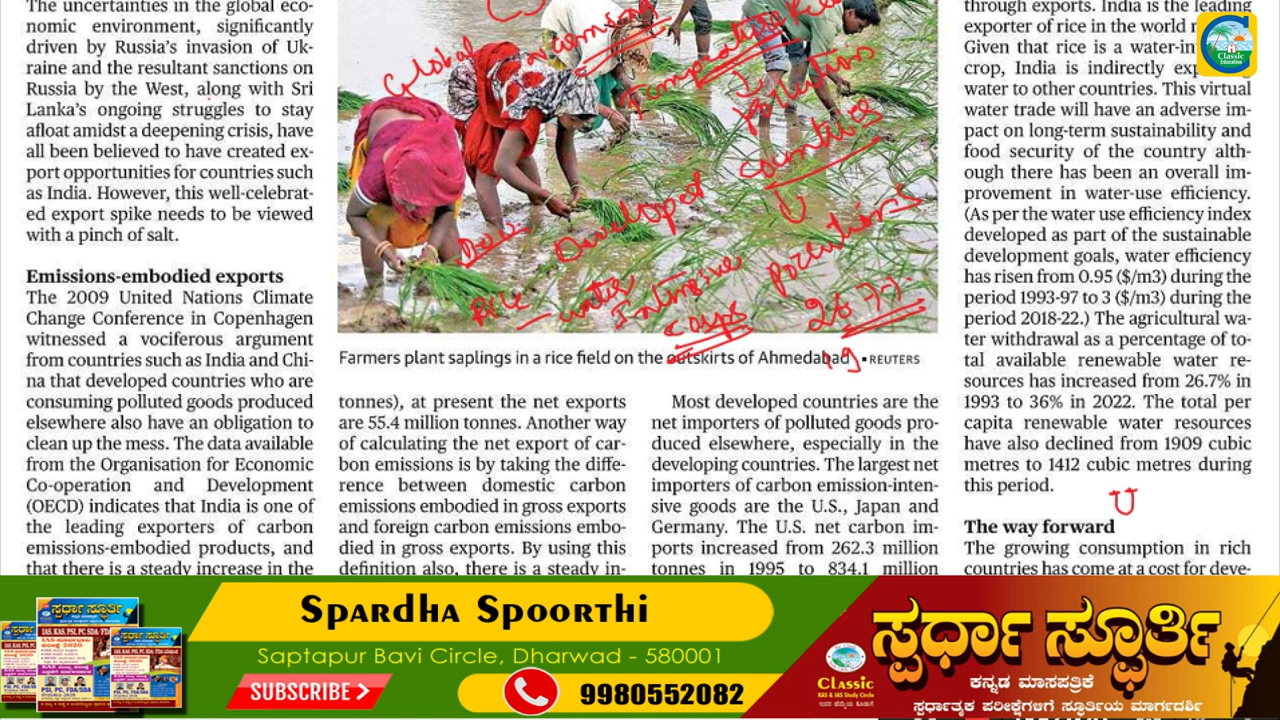 The uncertainties in the global eco-
nomic environment, significantly
driven by Russia's invasion of Uk-
raine and the resultant sanctions on
Russia by the West, along with Sri
Lanka's ongoing struggles to stay
afloat amidst a deepening crisis, have
all been believed to have created ex-
port opportunities for countries such
as India. However, this well-celebrat-
ed export spike needs to be viewed
with a pinch of salt.
Emissions-embodied exports
The 2009 United Nations Climate
Change Conference in Copenhagen
witnessed a vociferous argument
from countries such as India and Chi-
na that developed countries who are
consuming polluted goods produced
elsewhere also have an obligation to
clean up the mess. The data available
from the Organisation for Economic
Co-operation and Development
(OECD) indicates that India is one of
the leading exporters of carbon
emissions-embodied products, and
that there is a steady increase in the
Global
Temperature
Pollution
Countries
Developed
Rice - water
Intensive
crops
2677
19
Farmers plant saplings in a rice field on the outskirts of Ahmedabad ▪ REUTERS
tonnes), at present the net exports
are 55.4 million tonnes. Another way
of calculating the net export of car-
bon emissions is by taking the diffe-
rence between domestic carbon
emissions embodied in gross exports
and foreign carbon emissions embo-
died in gross exports. By using this
definition also, there is a steady in-
Most developed countries are the
net importers of polluted goods pro-
duced elsewhere, especially in the
developing countries. The largest net
importers of carbon emission-inten-
sive goods are the U.S., Japan and
Germany. The U.S. net carbon im-
ports increased from 262.3 million
tonnes in 1995 to 834.1 million
through exports. India is the leading
exporter of rice in the world
Given that rice is a water-in
crop, India is indirectly
water to other countries. This virtual
water trade will have an adverse im-
pact on long-term sustainability and
food security of the country alth-
ough there has been an overall im-
provement in water-use efficiency.
(As per the water use efficiency index
developed as part of the sustainable
development goals, water efficiency
has risen from 0.95 ($/m3) during the
period 1993-97 to 3 ($/m3) during the
period 2018-22.) The agricultural wa-
ter withdrawal as a percentage of to-
tal available renewable water re-
sources has increased from 26.7% in
1993 to 36% in 2022. The total per
capita renewable water resources
have also declined from 1909 cubic
metres to 1412 cubic metres during
this period.
The way forward
The growing consumption in rich
countries has come at a cost for deve-
Classic
Education
Spardha Spoorthi
Saptapur Bavi Circle, Dharwad - 580001
SUBSCRIBE
9980552082
Classic
KAS & IAS Study Circle
ಸ್ಪರ್ಧಾ ಸ್ಫೂರ್ತಿ
ಕನ್ನಡ ಮಾಸಪತ್ರಿಕೆ
ಸ್ಪರ್ಧಾತ್ಮಕ ಪರೀಕ್ಷೆಗಳಿಗೆ ಸ್ಫೂರ್ತಿಯ ಮಾರ್ಗದರ್ಶಿ